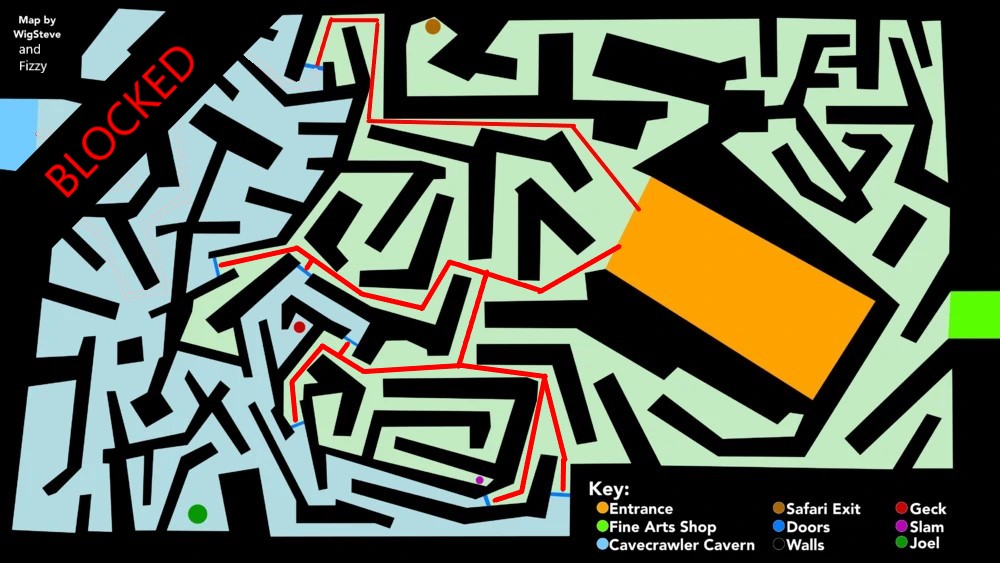 Map by
WigSteve
and
Fizzy
BLOCKED
Key:
Entrance
Fine Arts Shop
Cavecrawler Cavern
Safari Exit
Doors
Walls
Geck
Slam
Joel